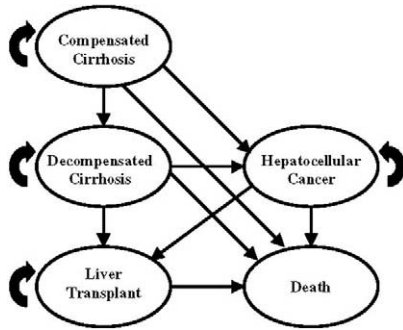 Compensated
Cirrhosis
Decompensated
Cirrhosis
Hepatocellular
Cancer
Liver
Transplant
Death